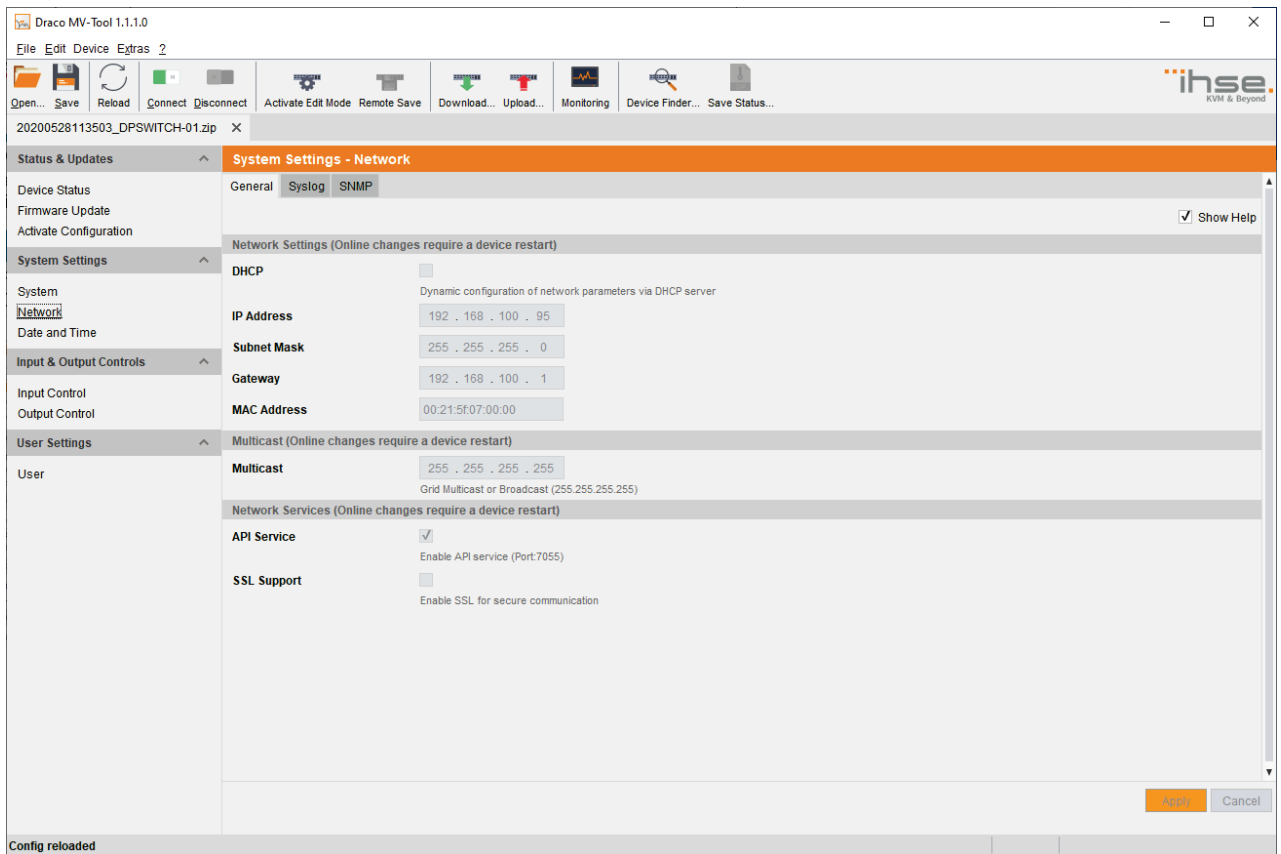 Draco MV-Tool 1.1.1.0
File Edit Device Extras ?
Open... Save Reload Connect Disconnect Activate Edit Mode Remote Save Download... Upload... Monitoring Device Finder... Save Status...
ihse.
KVM & Beyond
20200528113503_DPSWITCH-01.zip
Status & Updates
Device Status
Firmware Update
Activate Configuration
System Settings
System
Network
Date and Time
Input & Output Controls
Input Control
Output Control
User Settings
User
System Settings - Network
General Syslog SNMP
Show Help
Network Settings (Online changes require a device restart)
DHCP
Dynamic configuration of network parameters via DHCP server
IP Address 192 . 168 . 100 . 95
Subnet Mask 255 . 255 . 255 . 0
Gateway 192 . 168 . 100 . 1
MAC Address 00:21:5f:07:00:00
Multicast (Online changes require a device restart)
Multicast 255 . 255 . 255 . 255
Grid Multicast or Broadcast (255.255.255.255)
Network Services (Online changes require a device restart)
API Service
Enable API service (Port:7055)
SSL Support
Enable SSL for secure communication
Apply Cancel
Config reloaded